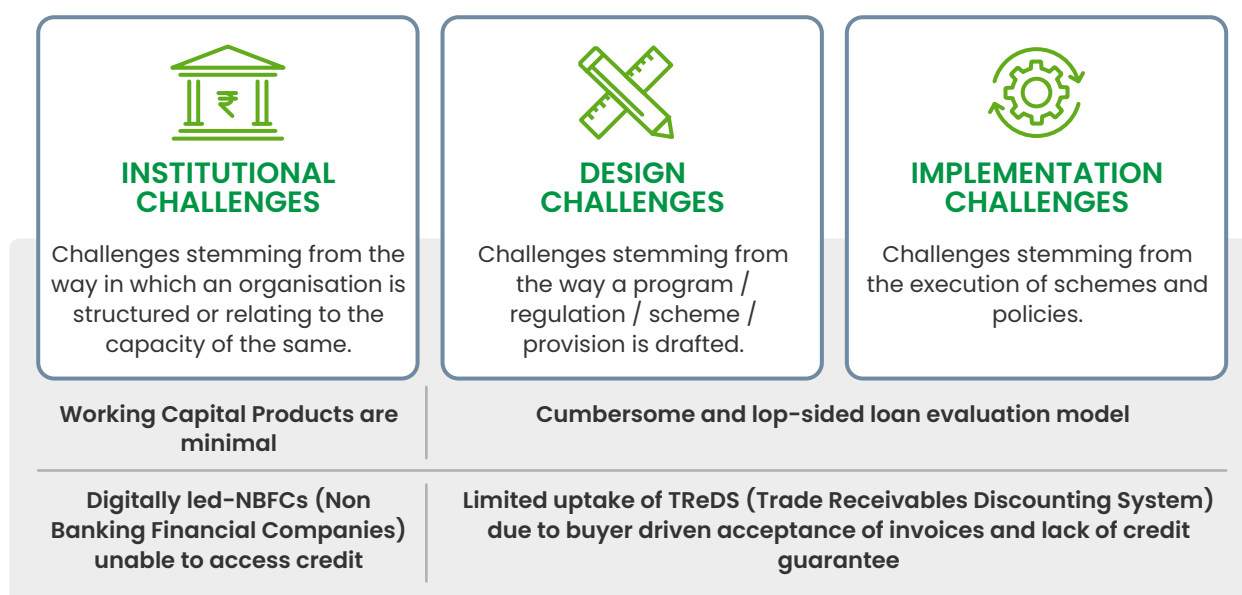 ₹
INSTITUTIONAL
CHALLENGES
Challenges stemming from the
way in which an organisation is
structured or relating to the
capacity of the same.
DESIGN
CHALLENGES
Challenges stemming from
the way a program /
regulation / scheme /
provision is drafted.
IMPLEMENTATION
CHALLENGES
Challenges stemming from
the execution of schemes and
policies.
Working Capital Products are
minimal
Cumbersome and lop-sided loan evaluation model
Digitally led-NBFCs (Non
Banking Financial Companies)
unable to access credit
Limited uptake of TReDS (Trade Receivables Discounting System)
due to buyer driven acceptance of invoices and lack of credit
guarantee